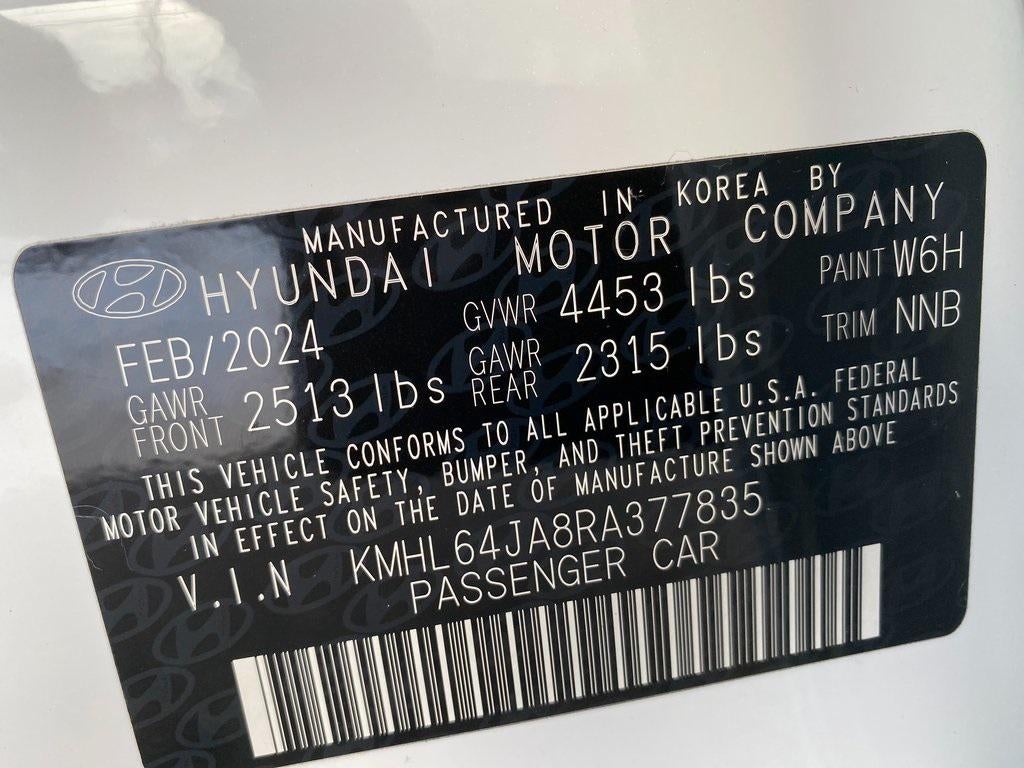 MANUFACTURED IN KOREA BY
HYUNDAI MOTOR COMPANY
FEB/2024 GVWR 4453 lbs PAINT W6H
GAWR FRONT 2513 lbs GAWR REAR 2315 lbs TRIM NNB
THIS VEHICLE CONFORMS TO ALL APPLICABLE U.S.A. FEDERAL
MOTOR VEHICLE SAFETY, BUMPER, AND THEFT PREVENTION STANDARDS
IN EFFECT ON THE DATE OF MANUFACTURE SHOWN ABOVE
V.I.N KMHL64JA8RA377835
PASSENGER CAR